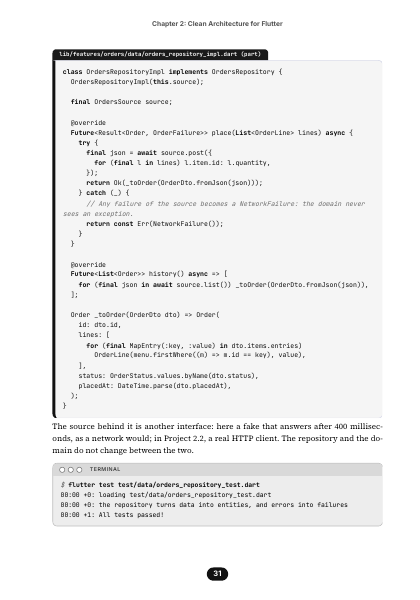 Chapter 2: Clean Architecture for Flutter
lib/features/orders/data/orders_repository_impl.dart (part)
class OrdersRepositoryImpl implements OrdersRepository {
  OrdersRepositoryImpl(this.source);

  final OrdersSource source;

  @override
  Future<Result<Order, OrderFailure>> place(List<OrderLine> lines) async {
    try {
      final json = await source.post({
        for (final l in lines) l.item.id: l.quantity,
      });
      return Ok(_toOrder(OrderDto.fromJson(json)));
    } catch (_) {
      // Any failure of the source becomes a NetworkFailure: the domain never
sees an exception.
      return const Err(NetworkFailure());
    }
  }

  @override
  Future<List<Order>> history() async => [
    for (final json in await source.list()) _toOrder(OrderDto.fromJson(json)),
  ];

  Order _toOrder(OrderDto dto) => Order(
    id: dto.id,
    lines: [
      for (final MapEntry(:key, :value) in dto.items.entries)
        OrderLine(menu.firstWhere((m) => m.id == key), value),
    ],
    status: OrderStatus.values.byName(dto.status),
    placedAt: DateTime.parse(dto.placedAt),
  );
}
The source behind it is another interface: here a fake that answers after 400 millisec-
onds, as a network would; in Project 2.2, a real HTTP client. The repository and the do-
main do not change between the two.
TERMINAL
$ flutter test test/data/orders_repository_test.dart
00:00 +0: loading test/data/orders_repository_test.dart
00:00 +0: the repository turns data into entities, and errors into failures
00:00 +1: All tests passed!
31